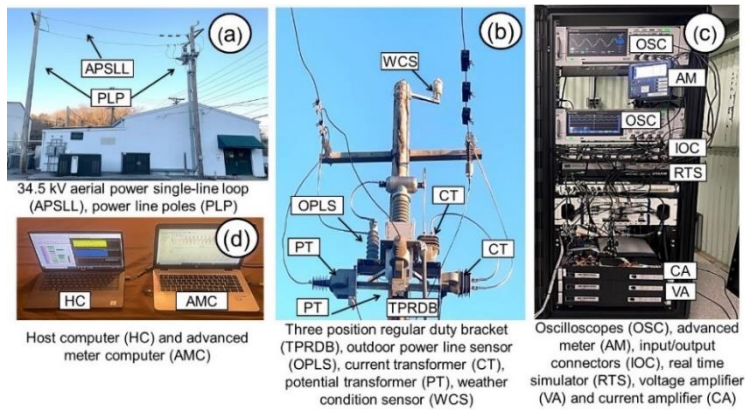 (a)
APSLL
PLP
34.5 kV aerial power single-line loop
(APSLL), power line poles (PLP)
(d)
HC
AMC
Host computer (HC) and advanced
meter computer (AMC)
(b)
WCS
OPLS
CT
PT
CT
PT
TPRDB
Three position regular duty bracket
(TPRDB), outdoor power line sensor
(OPLS), current transformer (CT),
potential transformer (PT), weather
condition sensor (WCS)
(c)
OSC
AM
OSC
IOC
RTS
CA
VA
Oscilloscopes (OSC), advanced
meter (AM), input/output
connectors (IOC), real time
simulator (RTS), voltage amplifier
(VA) and current amplifier (CA)